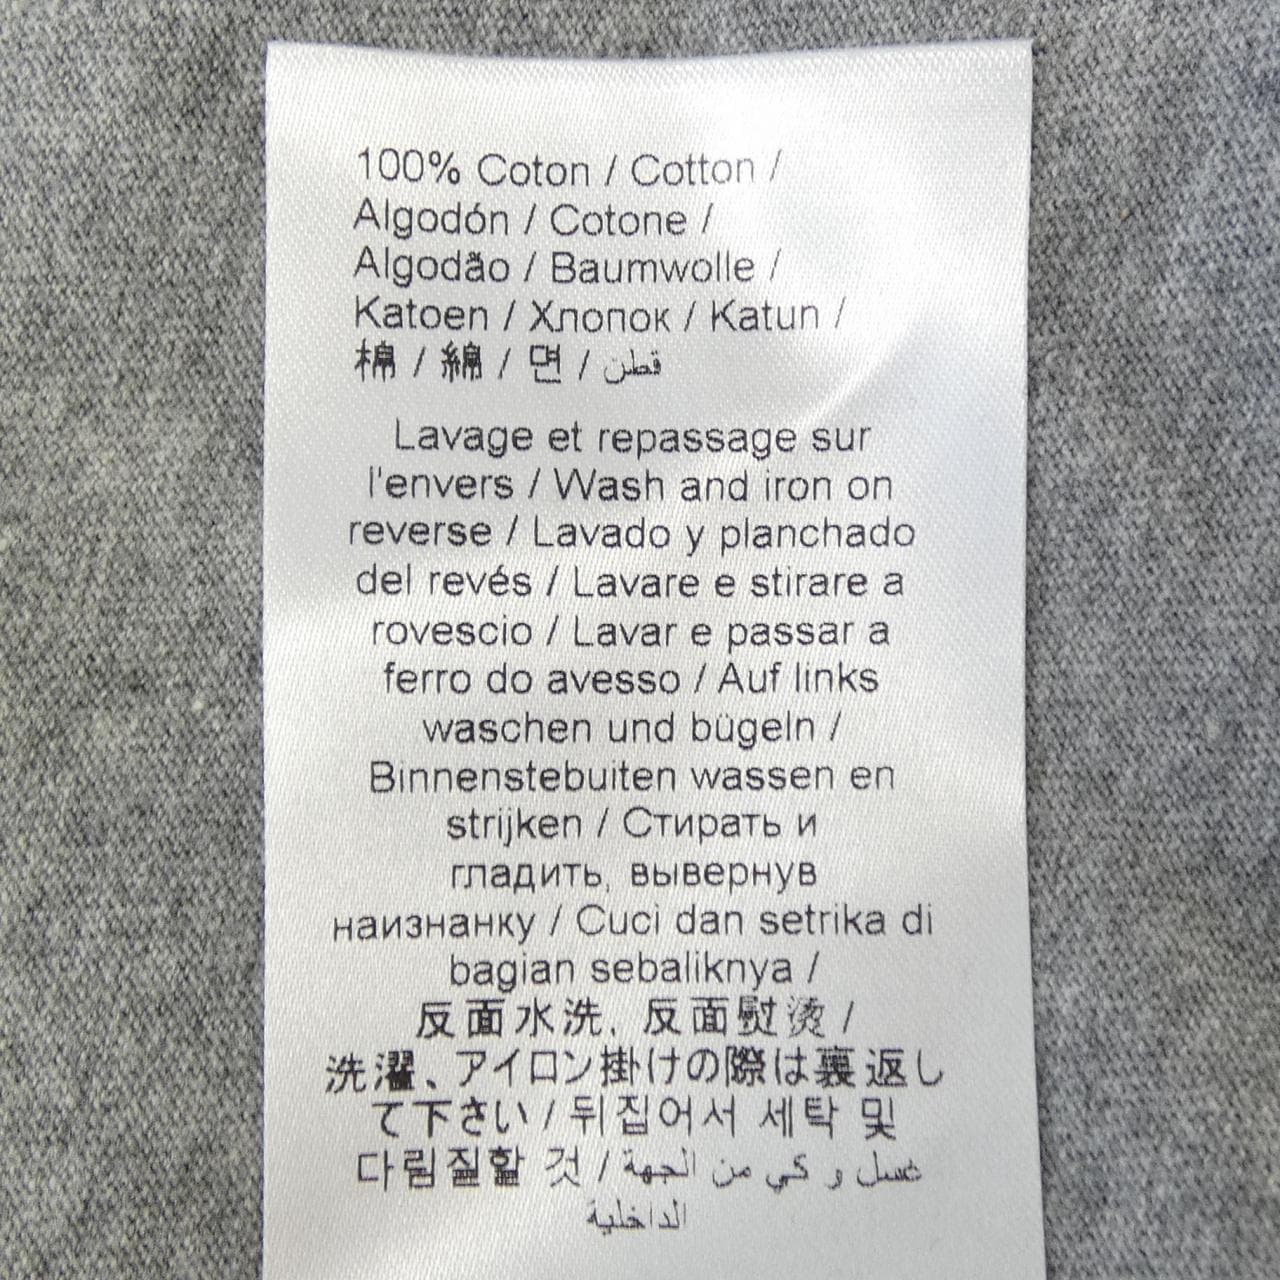 100% Coton / Cotton /
Algodón / Cotone /
Algodão / Baumwolle /
Katoen / Хлопок / Katun /
棉 / 綿 / 면 / قطن
Lavage et repassage sur
l'envers / Wash and iron on
reverse / Lavado y planchado
del revés / Lavare e stirare a
rovescio / Lavar e passar a
ferro do avesso / Auf links
waschen und bügeln /
Binnenstebuiten wassen en
strijken / Стирать и
гладить, вывернув
наизнанку / Cuci dan setrika di
bagian sebaliknya /
反面水洗, 反面熨烫 /
洗濯、アイロン掛けの際は裏返し
て下さい / 뒤집어서 세탁 및
다림질할 것 / غسل و كي من الجهة
الداخلية